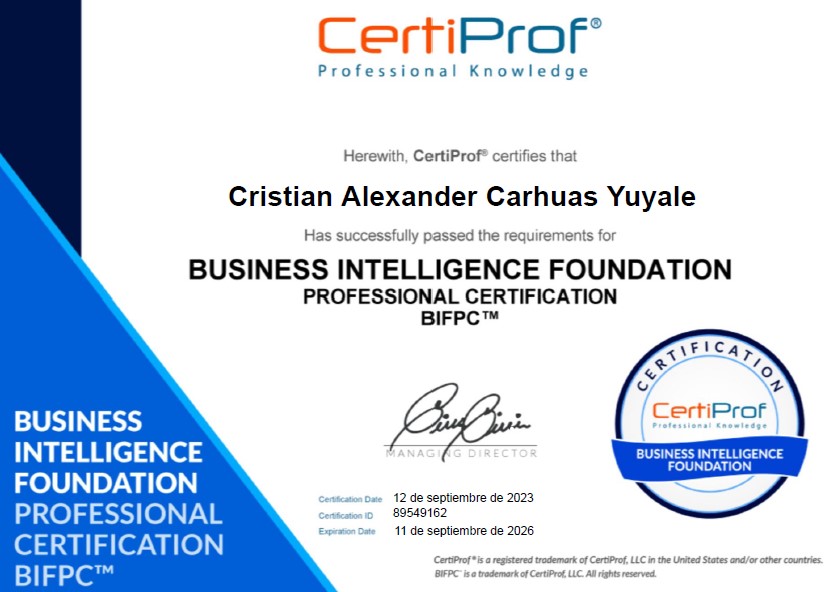 CertiProf®
Professional Knowledge
Herewith, CertiProf® certifies that
Cristian Alexander Carhuas Yuyale
Has successfully passed the requirements for
BUSINESS INTELLIGENCE FOUNDATION
PROFESSIONAL CERTIFICATION
BIFPC™
MANAGING DIRECTOR
Certification Date 12 de septiembre de 2023
Certification ID 89549162
Expiration Date 11 de septiembre de 2026
CERTIFICATION
CertiProf
Professional Knowledge
BUSINESS INTELLIGENCE
FOUNDATION
BUSINESS
INTELLIGENCE
FOUNDATION
PROFESSIONAL
CERTIFICATION
BIFPC™
CertiProf® is a registered trademark of CertiProf, LLC in the United States and/or other countries.
BIFPC™ is a trademark of CertiProf, LLC. All rights reserved.